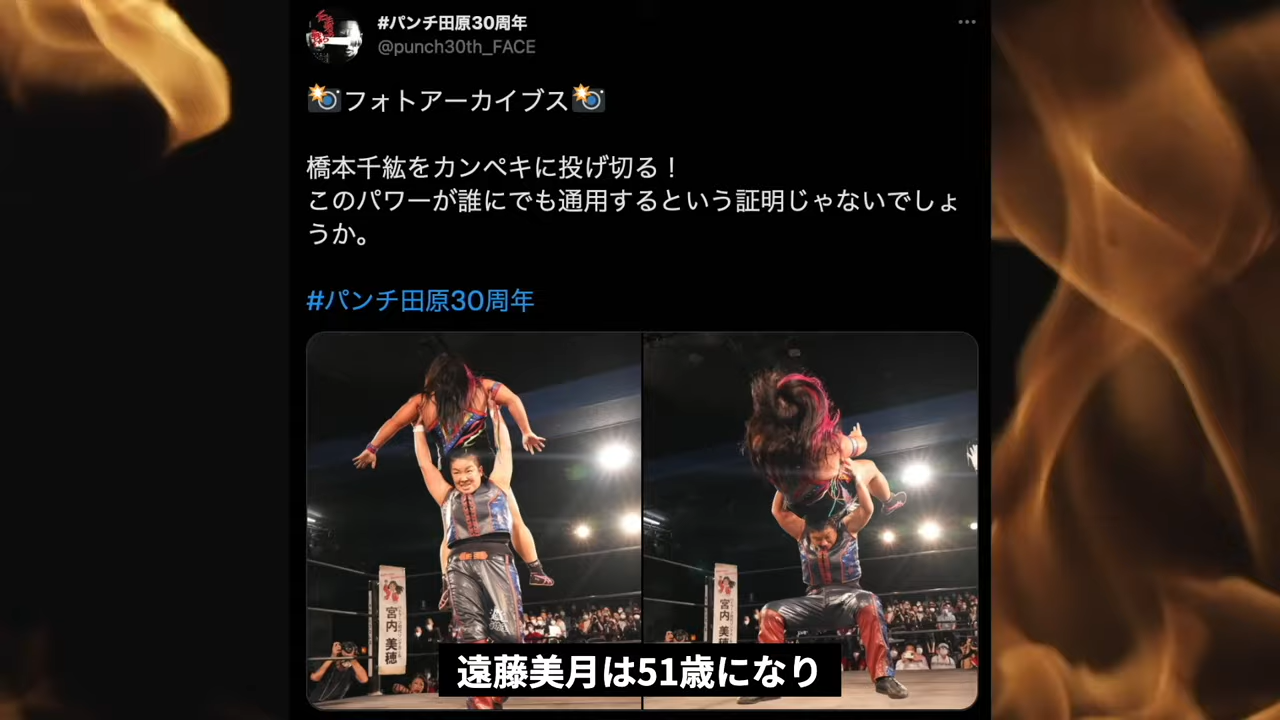 #パンチ田原30周年
@punch30th_FACE
📸フォトアーカイブス📸
橋本千紘をカンペキに投げ切る！
このパワーが誰にでも通用するという証明じゃないでしょ
うか。
#パンチ田原30周年
宮内美穂
遠藤美月は51歳になり